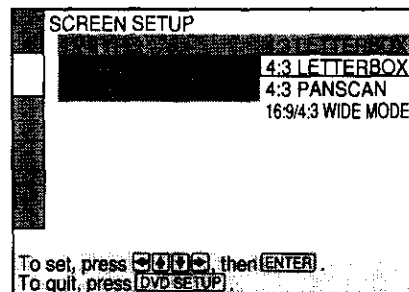 SCREEN SETUP
4:3 LETTERBOX
4:3 PANSCAN
16:9/4:3 WIDE MODE
To set, press ←↑↓→, then ENTER.
To quit, press DVD SETUP.